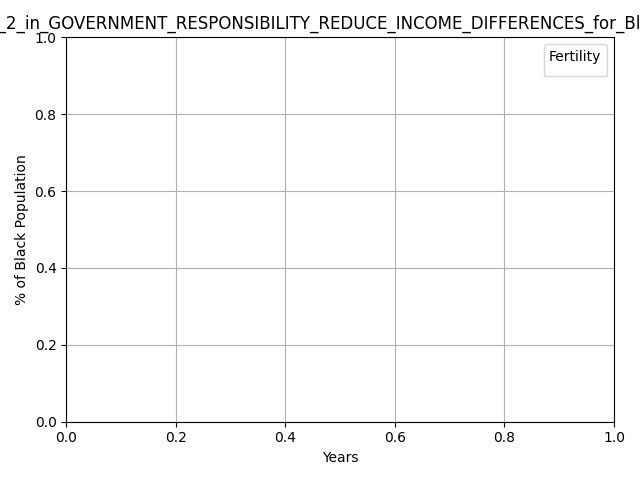 _2_in_GOVERNMENT_RESPONSIBILITY_REDUCE_INCOME_DIFFERENCES_for_Bl
Fertility
1.0
0.8
0.6
0.4
0.2
0.0
% of Black Population
0.0 0.2 0.4 0.6 0.8 1.0
Years